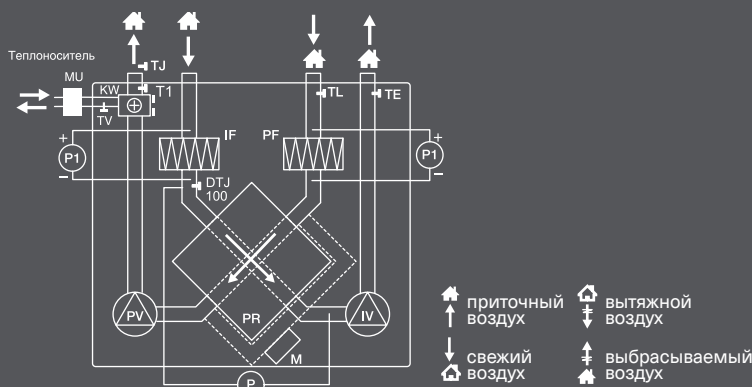 Теплоноситель
TJ
MU
KW
T1
TL
TE
TV
+
IF
PF
+
P1
P1
−
−
DTJ
100
PV
PR
IV
M
P
приточный
воздух
вытяжной
воздух
свежий
воздух
выбрасываемый
воздух